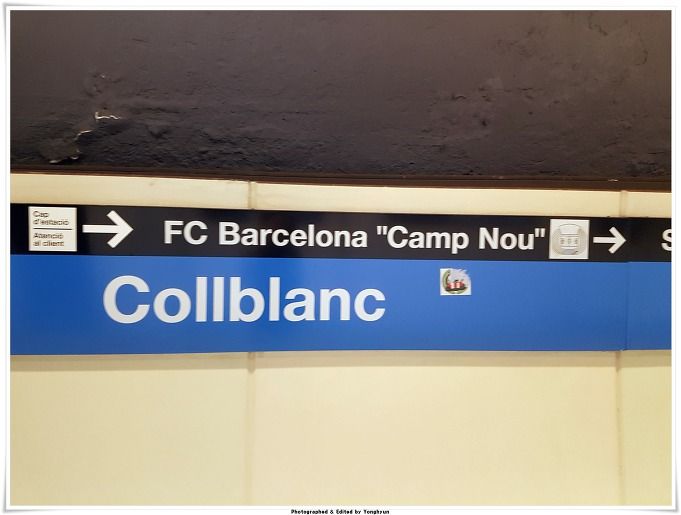 Cap
d'estació
Atenció
al client
FC Barcelona "Camp Nou"
S
Collblanc
Photographed & Edited by Yonghyun